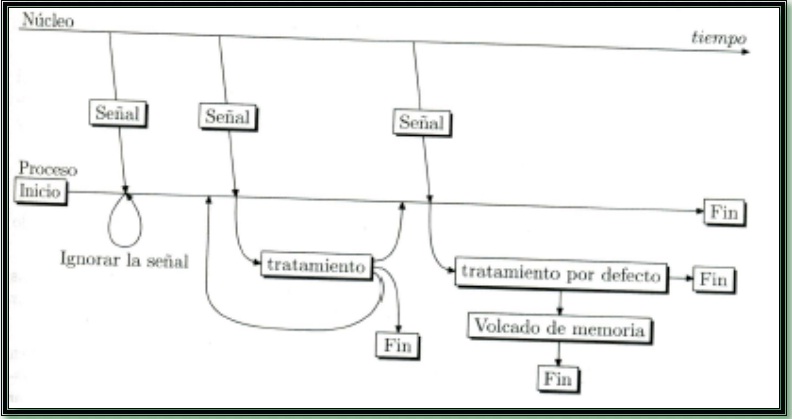 Núcleo
tiempo
Señal
Señal
Señal
Proceso
Inicio
Fin
Ignorar la señal
tratamiento
tratamiento por defecto
Fin
Volcado de memoria
Fin
Fin